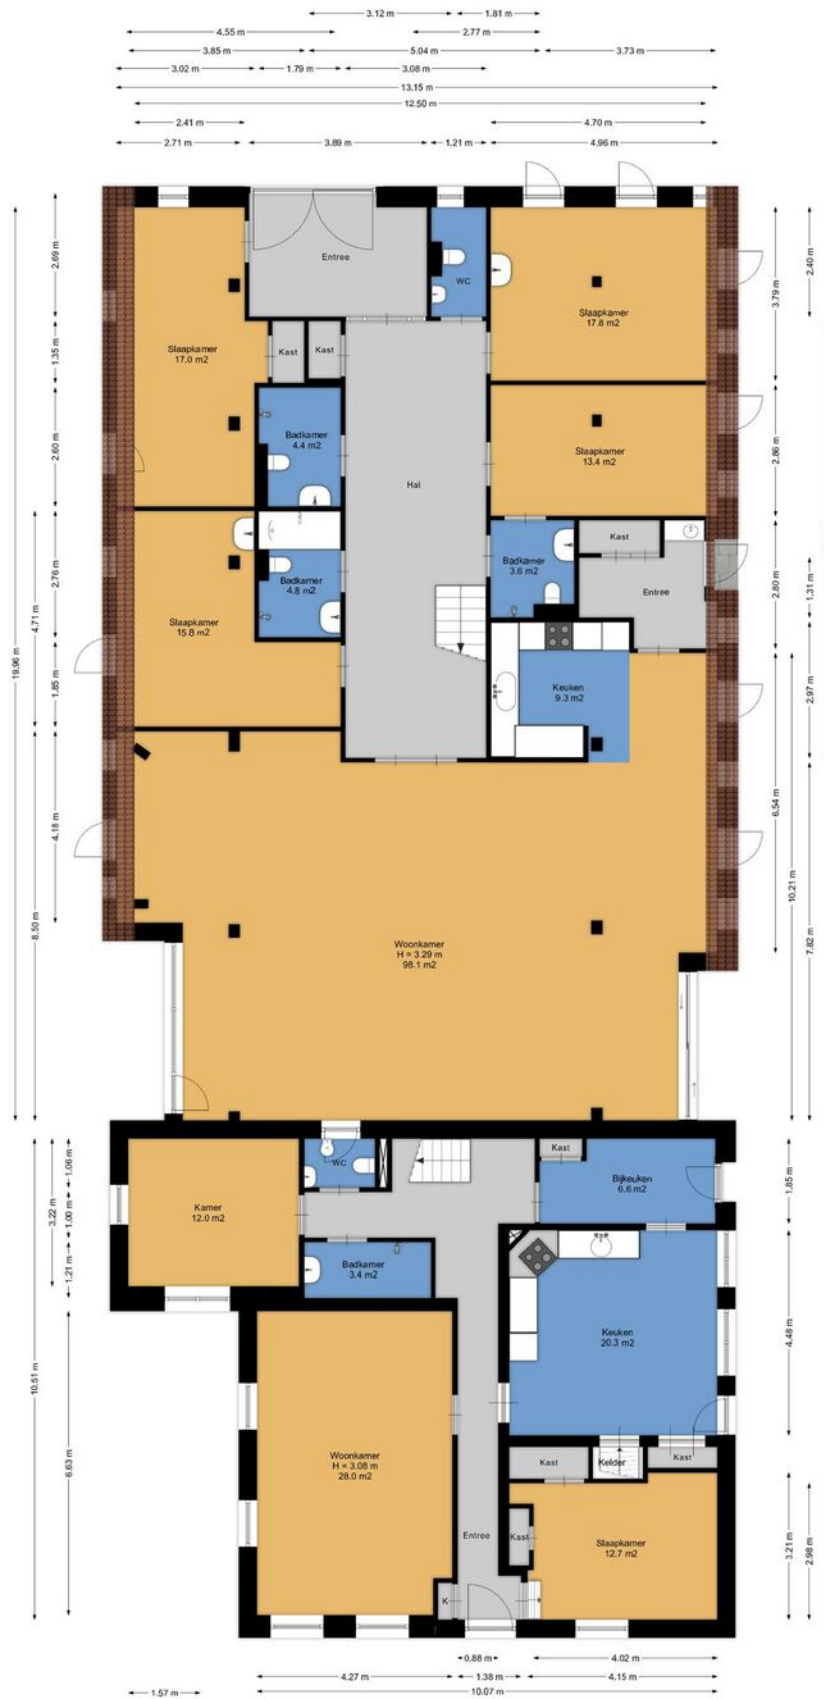 3.12 m
1.81 m
4.55 m
2.77 m
3.85 m
5.04 m
3.73 m
3.02 m
1.79 m
3.08 m
13.15 m
12.50 m
2.41 m
4.70 m
2.71 m
3.89 m
1.21 m
4.96 m
2.69 m
Entree
WC
3.79 m
2.40 m
Slaapkamer
17.8 m2
1.35 m
Slaapkamer
17.0 m2
Kast
Kast
2.60 m
Badkamer
4.4 m2
Slaapkamer
13.4 m2
2.86 m
Hal
4.71 m
2.76 m
Kast
Badkamer
3.6 m2
Badkamer
4.8 m2
Entree
2.80 m
1.31 m
Slaapkamer
15.8 m2
19.96 m
1.85 m
Keuken
9.3 m2
2.97 m
4.18 m
6.54 m
8.50 m
10.21 m
7.82 m
Woonkamer
H = 3.29 m
98.1 m2
1.06 m
Kast
WC
Bijkeuken
6.6 m2
1.85 m
3.22 m
1.00 m
Kamer
12.0 m2
1.21 m
Badkamer
3.4 m2
Keuken
20.3 m2
4.48 m
10.51 m
6.63 m
Woonkamer
H = 3.08 m
28.0 m2
Kast
Kelder
Kast
Entree
Kast
Slaapkamer
12.7 m2
3.21 m
2.98 m
K
0.88 m
4.02 m
4.27 m
1.38 m
4.15 m
1.57 m
10.07 m